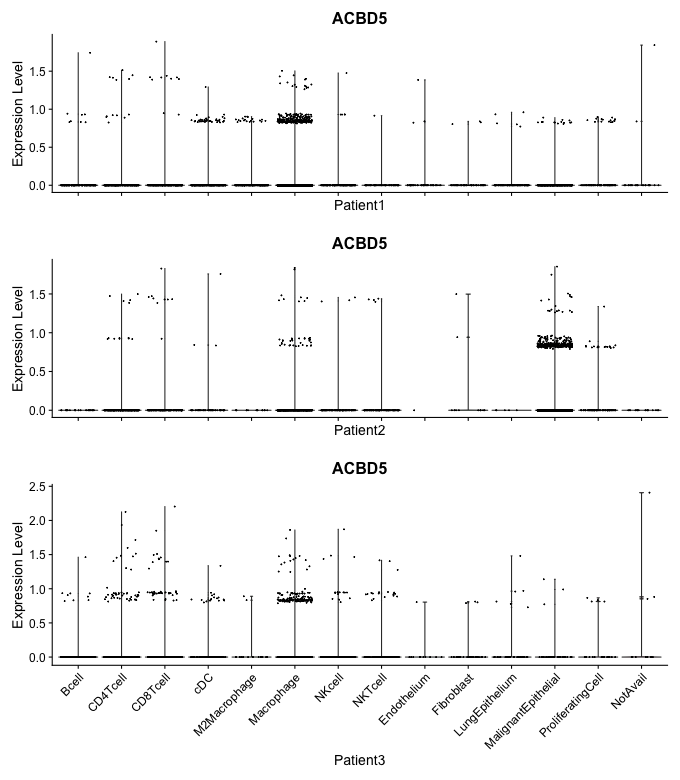 ACBD5
Expression Level
1.5
1.0
0.5
0.0
Patient1
ACBD5
Expression Level
1.5
1.0
0.5
0.0
Patient2
ACBD5
Expression Level
2.5
2.0
1.5
1.0
0.5
0.0
Bcell
CD4Tcell
CD8Tcell
cDC
M2Macrophage
Macrophage
NKcell
NKTcell
Endothelium
Fibroblast
LungEpithelium
MalignantEpithelial
ProliferatingCell
NotAvail
Patient3